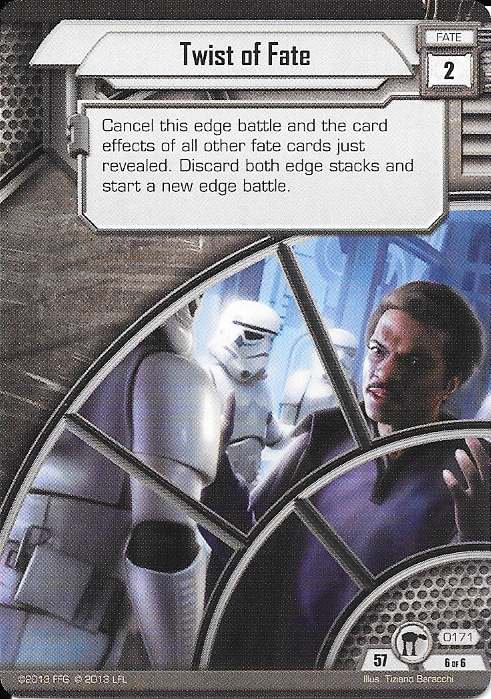 Twist of Fate
FATE
2
Cancel this edge battle and the card
effects of all other fate cards just
revealed. Discard both edge stacks and
start a new edge battle.
0171
57
6 OF 6
©2013 FFG © 2013 LFL
Illus. Tiziano Baracchi